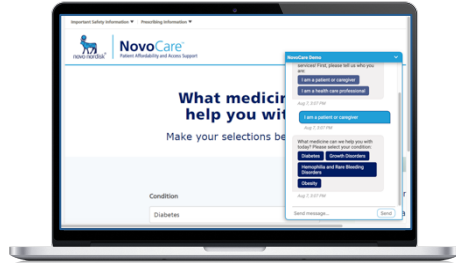 Important Safety Information ▼ Prescribing Information ▼
novo nordisk®
NovoCare™
Patient Affordability and Access Support
What medicin
help you wit
Make your selections be
Condition
Diabetes
NovoCare Demo
services! First, please tell us who you
are:
I am a patient or caregiver
I am a health care professional
Aug 7, 3:01 PM
I am a patient or caregiver
Aug 7, 3:01 PM
What medicine can we help you with
today? Please select your condition:
Diabetes
Growth Disorders
Hemophilia and Rare Bleeding
Disorders
Obesity
Aug 7, 3:01 PM
Send message...
Send